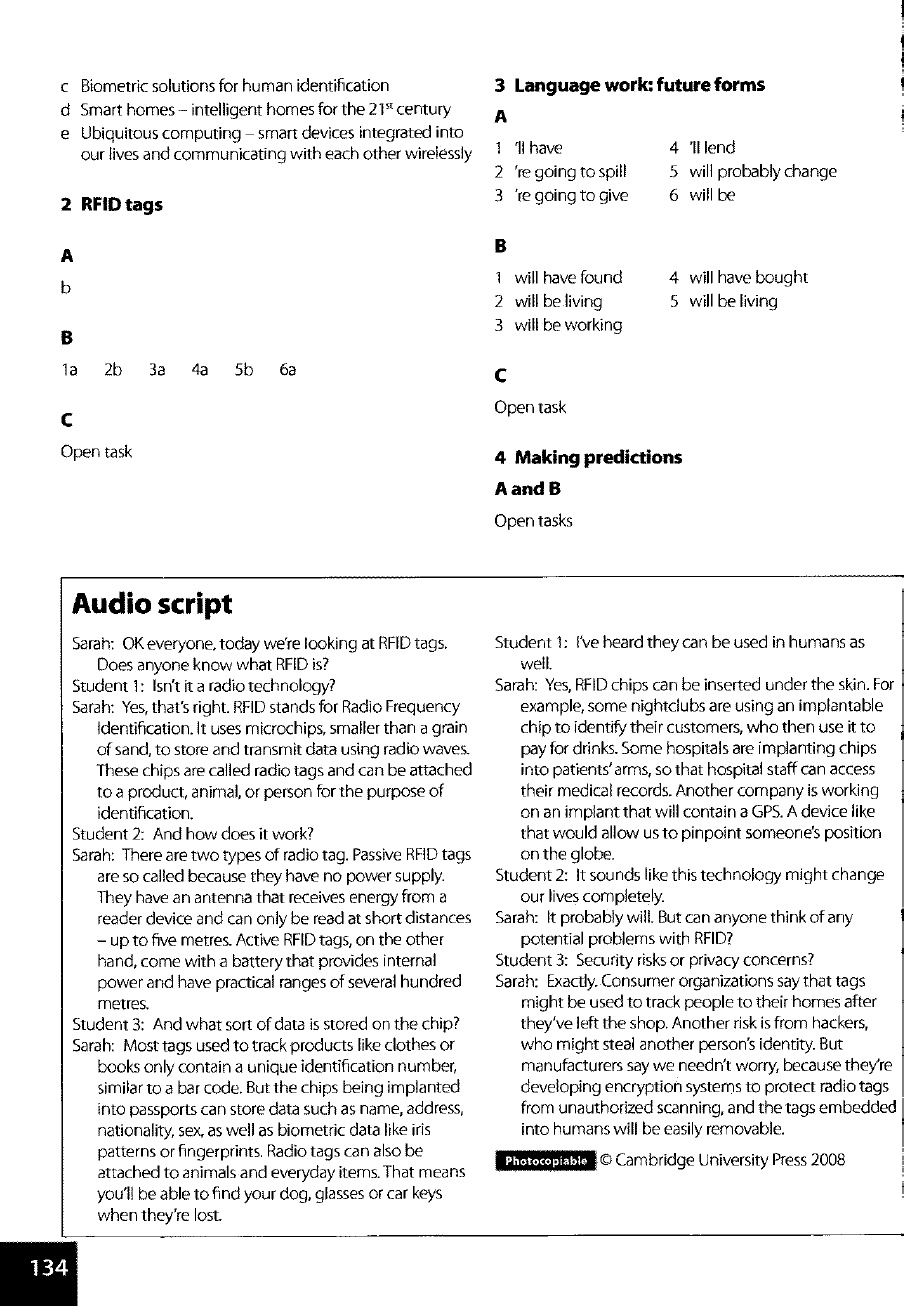 c Biometric solutions for human identification
d Smart homes – intelligent homes for the 21st century
e Ubiquitous computing – smart devices integrated into
our lives and communicating with each other wirelessly
2 RFID tags
A
b
B
1a 2b 3a 4a 5b 6a
C
Open task
3 Language work: future forms
A
1 'll have 4 'll lend
2 're going to spill 5 will probably change
3 're going to give 6 will be
B
1 will have found 4 will have bought
2 will be living 5 will be living
3 will be working
C
Open task
4 Making predictions
A and B
Open tasks
Audio script
Sarah: OK everyone, today we're looking at RFID tags.
Does anyone know what RFID is?
Student 1: Isn't it a radio technology?
Sarah: Yes, that's right. RFID stands for Radio Frequency
Identification. It uses microchips, smaller than a grain
of sand, to store and transmit data using radio waves.
These chips are called radio tags and can be attached
to a product, animal, or person for the purpose of
identification.
Student 2: And how does it work?
Sarah: There are two types of radio tag. Passive RFID tags
are so called because they have no power supply.
They have an antenna that receives energy from a
reader device and can only be read at short distances
– up to five metres. Active RFID tags, on the other
hand, come with a battery that provides internal
power and have practical ranges of several hundred
metres.
Student 3: And what sort of data is stored on the chip?
Sarah: Most tags used to track products like clothes or
books only contain a unique identification number,
similar to a bar code. But the chips being implanted
into passports can store data such as name, address,
nationality, sex, as well as biometric data like iris
patterns or fingerprints. Radio tags can also be
attached to animals and everyday items. That means
you'll be able to find your dog, glasses or car keys
when they're lost.
Student 1: I've heard they can be used in humans as
well.
Sarah: Yes, RFID chips can be inserted under the skin. For
example, some nightclubs are using an implantable
chip to identify their customers, who then use it to
pay for drinks. Some hospitals are implanting chips
into patients' arms, so that hospital staff can access
their medical records. Another company is working
on an implant that will contain a GPS. A device like
that would allow us to pinpoint someone's position
on the globe.
Student 2: It sounds like this technology might change
our lives completely.
Sarah: It probably will. But can anyone think of any
potential problems with RFID?
Student 3: Security risks or privacy concerns?
Sarah: Exactly. Consumer organizations say that tags
might be used to track people to their homes after
they've left the shop. Another risk is from hackers,
who might steal another person's identity. But
manufacturers say we needn't worry, because they're
developing encryption systems to protect radio tags
from unauthorized scanning, and the tags embedded
into humans will be easily removable.
Photocopiable © Cambridge University Press 2008
134